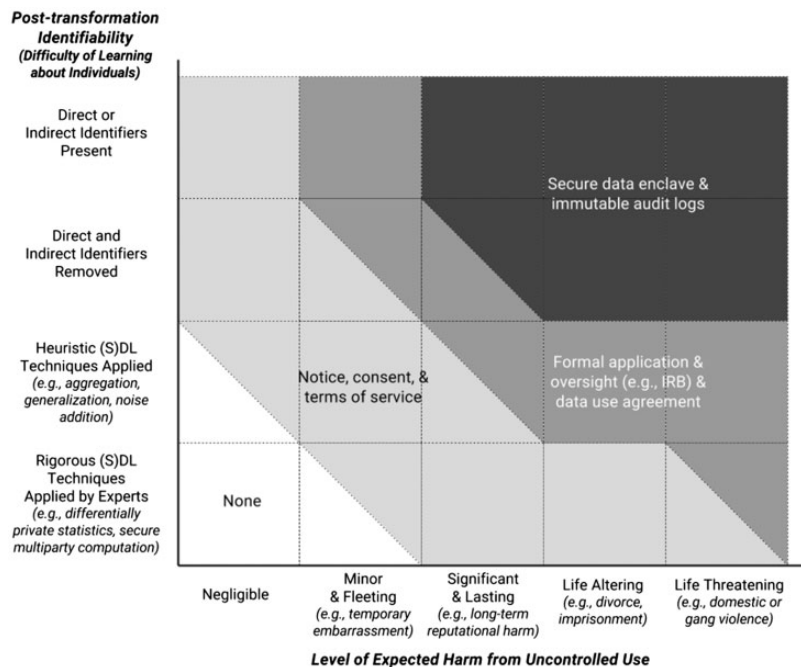 Post-transformation
Identifiability
(Difficulty of Learning
about Individuals)
Direct or
Indirect Identifiers
Present
Secure data enclave &
immutable audit logs
Direct and
Indirect Identifiers
Removed
Heuristic (S)DL
Techniques Applied
(e.g., aggregation,
generalization, noise
addition)
Notice, consent, &
terms of service
Formal application &
oversight (e.g., IRB) &
data use agreement
Rigorous (S)DL
Techniques
Applied by Experts
(e.g., differentially
private statistics, secure
multiparty computation)
None
Negligible
Minor
& Fleeting
(e.g., temporary
embarrassment)
Significant
& Lasting
(e.g., long-term
reputational harm)
Life Altering
(e.g., divorce,
imprisonment)
Life Threatening
(e.g., domestic or
gang violence)
Level of Expected Harm from Uncontrolled Use